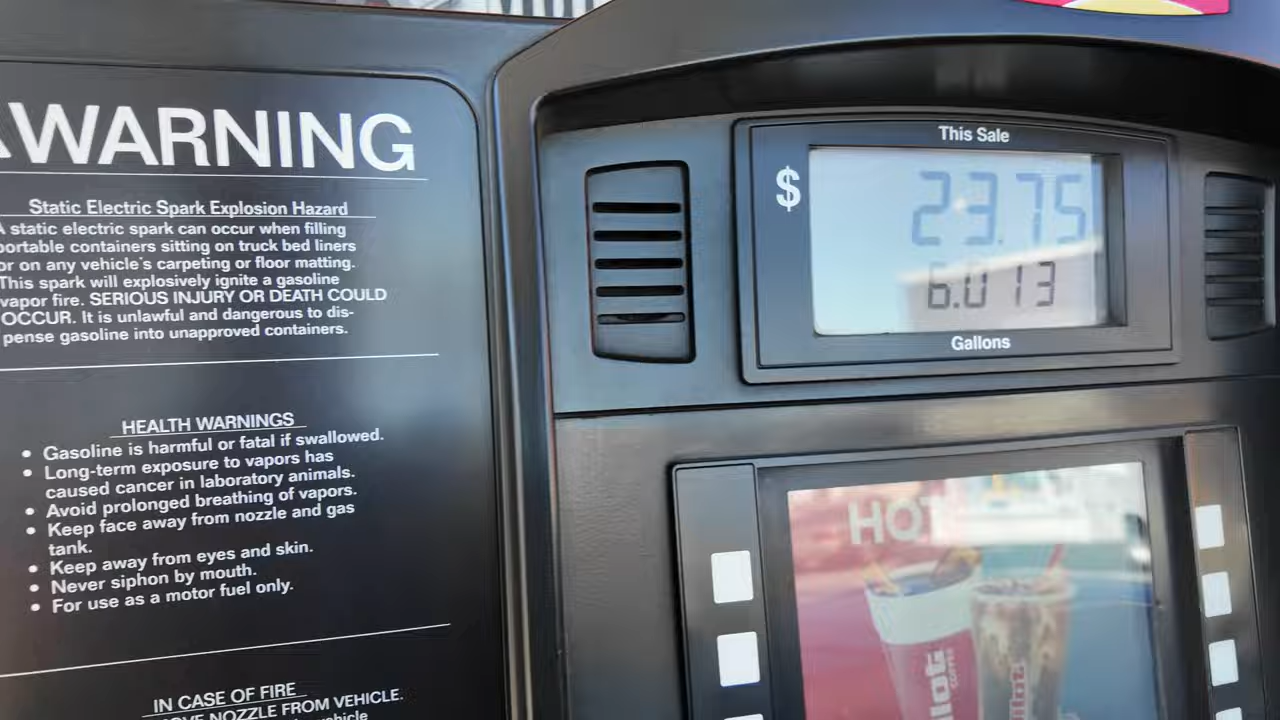 WARNING
Static Electric Spark Explosion Hazard
A static electric spark can occur when filling
portable containers sitting on truck bed liners
or on any vehicle's carpeting or floor matting.
This spark will explosively ignite a gasoline
vapor fire. SERIOUS INJURY OR DEATH COULD
OCCUR. It is unlawful and dangerous to dis-
pense gasoline into unapproved containers.
HEALTH WARNINGS
• Gasoline is harmful or fatal if swallowed.
• Long-term exposure to vapors has
caused cancer in laboratory animals.
• Avoid prolonged breathing of vapors.
• Keep face away from nozzle and gas
tank.
• Keep away from eyes and skin.
• Never siphon by mouth.
• For use as a motor fuel only.
IN CASE OF FIRE
NOZZLE FROM VEHICLE.
vehicle
This Sale
$ 23.75
6.013
Gallons
HOT